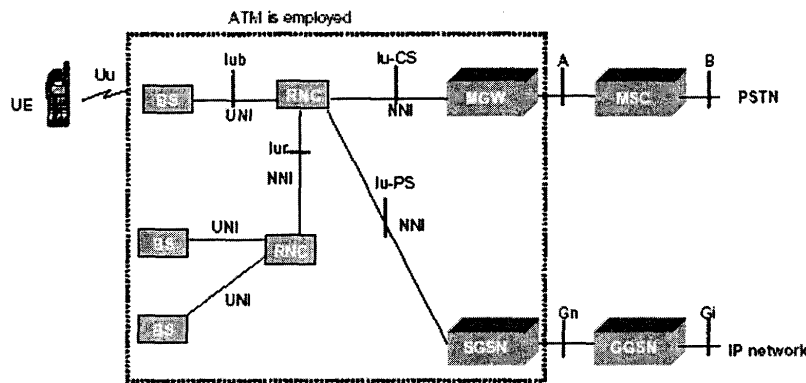 ATM is employed
Iub
Iu-CS
A
B
Uu
UE
BS
RNC
MGW
MSC
PSTN
UNI
NNI
Iur
NNI
Iu-PS
NNI
UNI
BS
RNC
UNI
BS
SGSN
Gn
GGSN
Gi
IP network